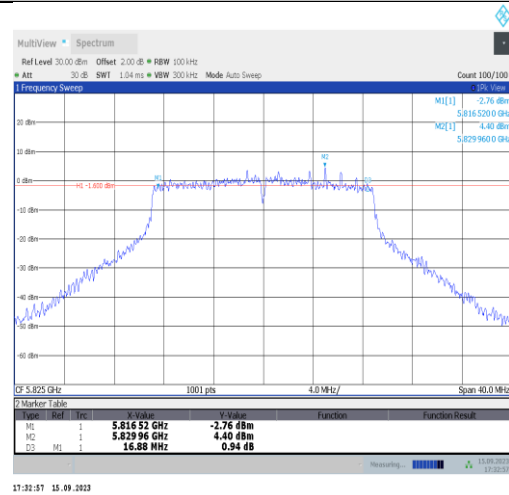 MultiView Spectrum
Ref Level 30.00 dBm Offset 2.00 dB RBW 100 kHz
Att 30 dB SWT 1.04 ms VBW 300 kHz Mode Auto Sweep Count 100/100
1 Frequency Sweep 1Pk View
M1[1] -2.76 dBm
5.8165200 GHz
20 dBm
M2[1] 4.40 dBm
5.8299600 GHz
10 dBm
M2
0 dBm
M1
D3
H1 -1.600 dBm
-10 dBm
-20 dBm
-30 dBm
-40 dBm
-50 dBm
-60 dBm
CF 5.825 GHz 1001 pts 4.0 MHz/ Span 40.0 MHz
2 Marker Table
Type Ref Trc X-Value Y-Value Function Function Result
M1 1 5.816 52 GHz -2.76 dBm
M2 1 5.829 96 GHz 4.40 dBm
D3 M1 1 16.88 MHz 0.94 dB
Measuring... 15.09.2023
17:32:57
17:32:57 15.09.2023